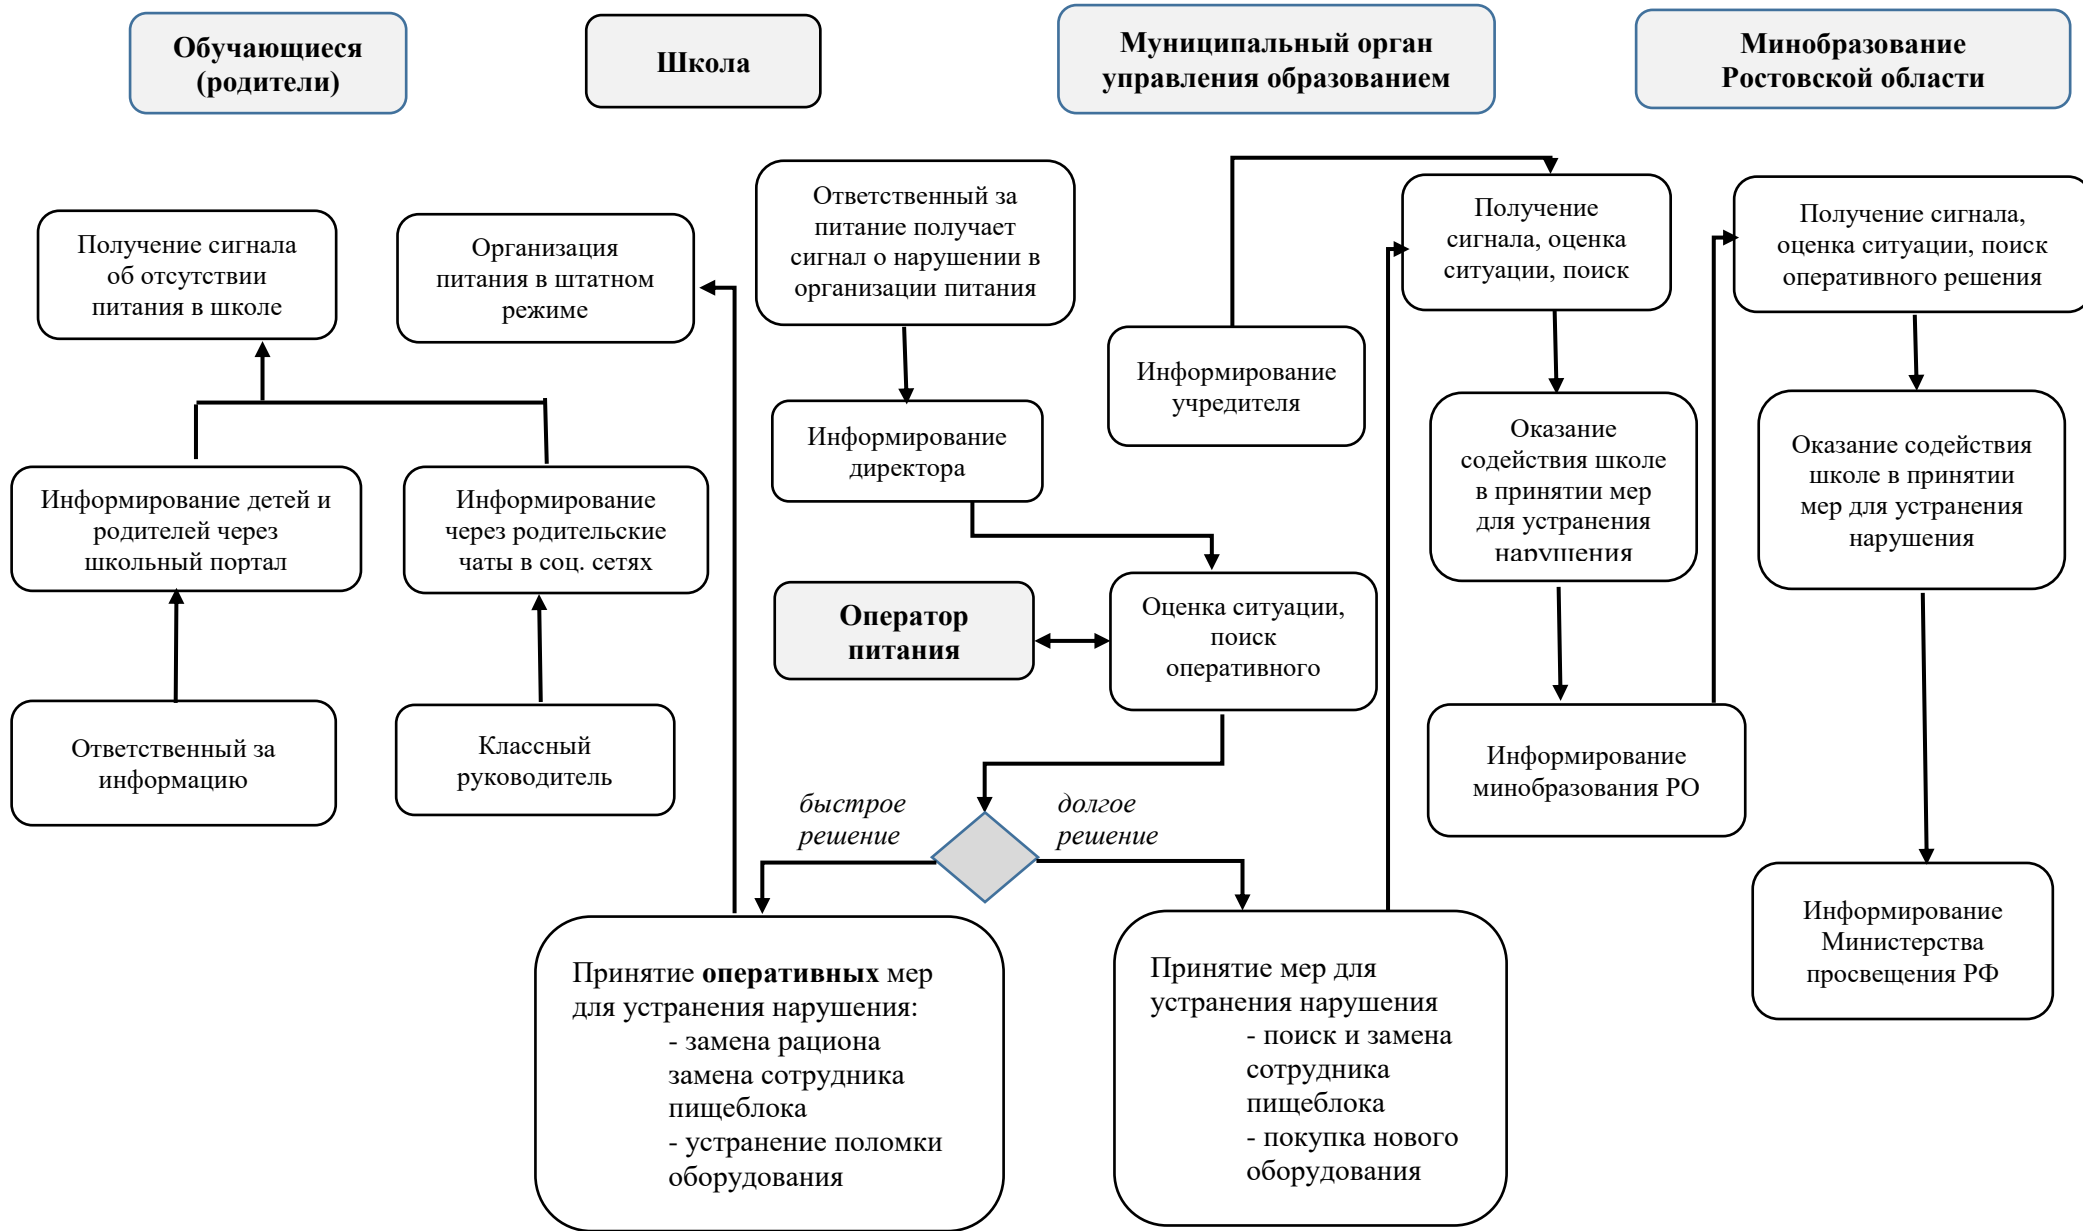 Обучающиеся
(родители)
Школа
Муниципальный орган
управления образованием
Минобразование
Ростовской области
Получение сигнала
об отсутствии
питания в школе
Организация
питания в штатном
режиме
Ответственный за
питание получает
сигнал о нарушении в
организации питания
Получение
сигнала, оценка
ситуации, поиск
Получение сигнала,
оценка ситуации, поиск
оперативного решения
Информирование
учредителя
Информирование
директора
Оказание
содействия школе
в принятии мер
для устранения
нарушения
Оказание содействия
школе в принятии
мер для устранения
нарушения
Информирование детей и
родителей через
школьный портал
Информирование
через родительские
чаты в соц. сетях
Оператор
питания
Оценка ситуации,
поиск
оперативного
Ответственный за
информацию
Классный
руководитель
Информирование
минобразования РО
быстрое
решение
долгое
решение
Информирование
Министерства
просвещения РФ
Принятие оперативных мер
для устранения нарушения:
- замена рациона
замена сотрудника
пищеблока
- устранение поломки
оборудования
Принятие мер для
устранения нарушения
- поиск и замена
сотрудника
пищеблока
- покупка нового
оборудования